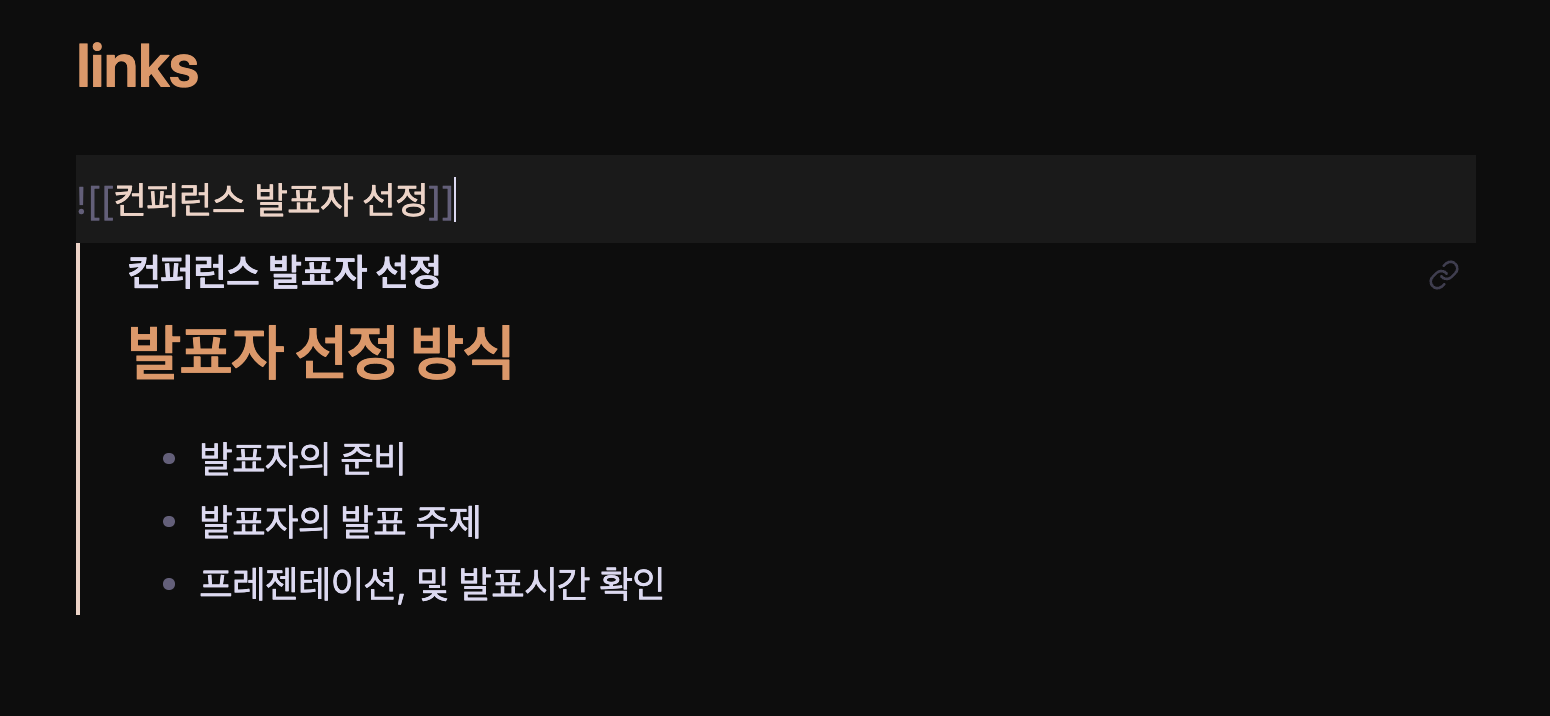 links
![[컨퍼런스 발표자 선정]]
컨퍼런스 발표자 선정
발표자 선정 방식
• 발표자의 준비
• 발표자의 발표 주제
• 프레젠테이션, 및 발표시간 확인